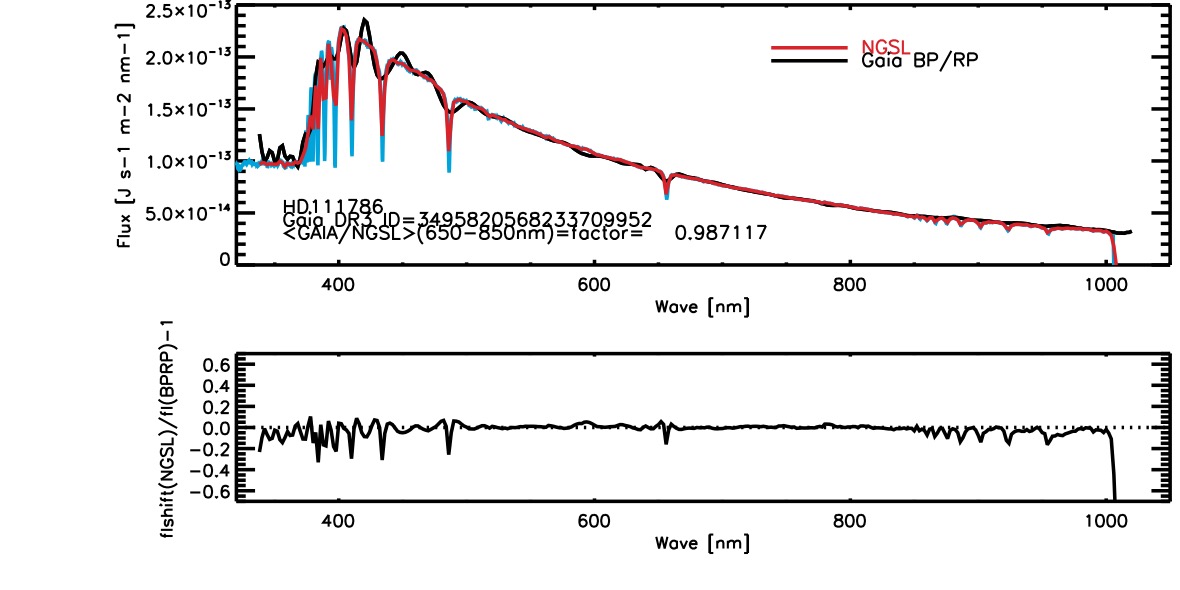 2.5×10−13
2.0×10−13
1.5×10−13
1.0×10−13
5.0×10−14
0
Flux [J s−1 m−2 nm−1]
NGSL
Gaia BP/RP
HD111786
Gaia DR3 ID=3495820568233709952
<GAIA/NGSL>(650−850nm)=factor= 0.987117
400 600 800 1000
Wave [nm]
flshift(NGSL)/fl(BPRP)−1
0.6
0.4
0.2
0.0
−0.2
−0.4
−0.6
400 600 800 1000
Wave [nm]